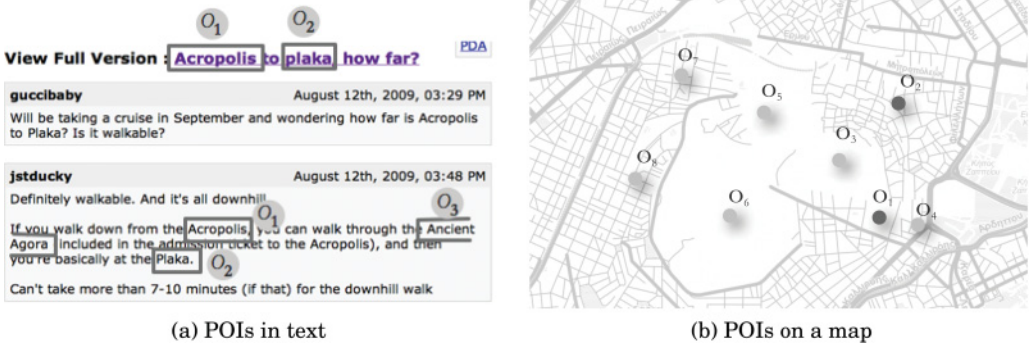 O1 O2
View Full Version : Acropolis to plaka how far? PDA
guccibaby August 12th, 2009, 03:29 PM
Will be taking a cruise in September and wondering how far is Acropolis
to Plaka? Is it walkable?
jstducky August 12th, 2009, 03:48 PM
Definitely walkable. And it's all downhill
O1 O3
If you walk down from the Acropolis, you can walk through the Ancient
Agora included in the admission ticket to the Acropolis), and then
you're basically at the Plaka. O2
Can't take more than 7-10 minutes (if that) for the downhill walk
(a) POIs in text
O7
O5
O2
O3
O8
O6
O1
O4
(b) POIs on a map